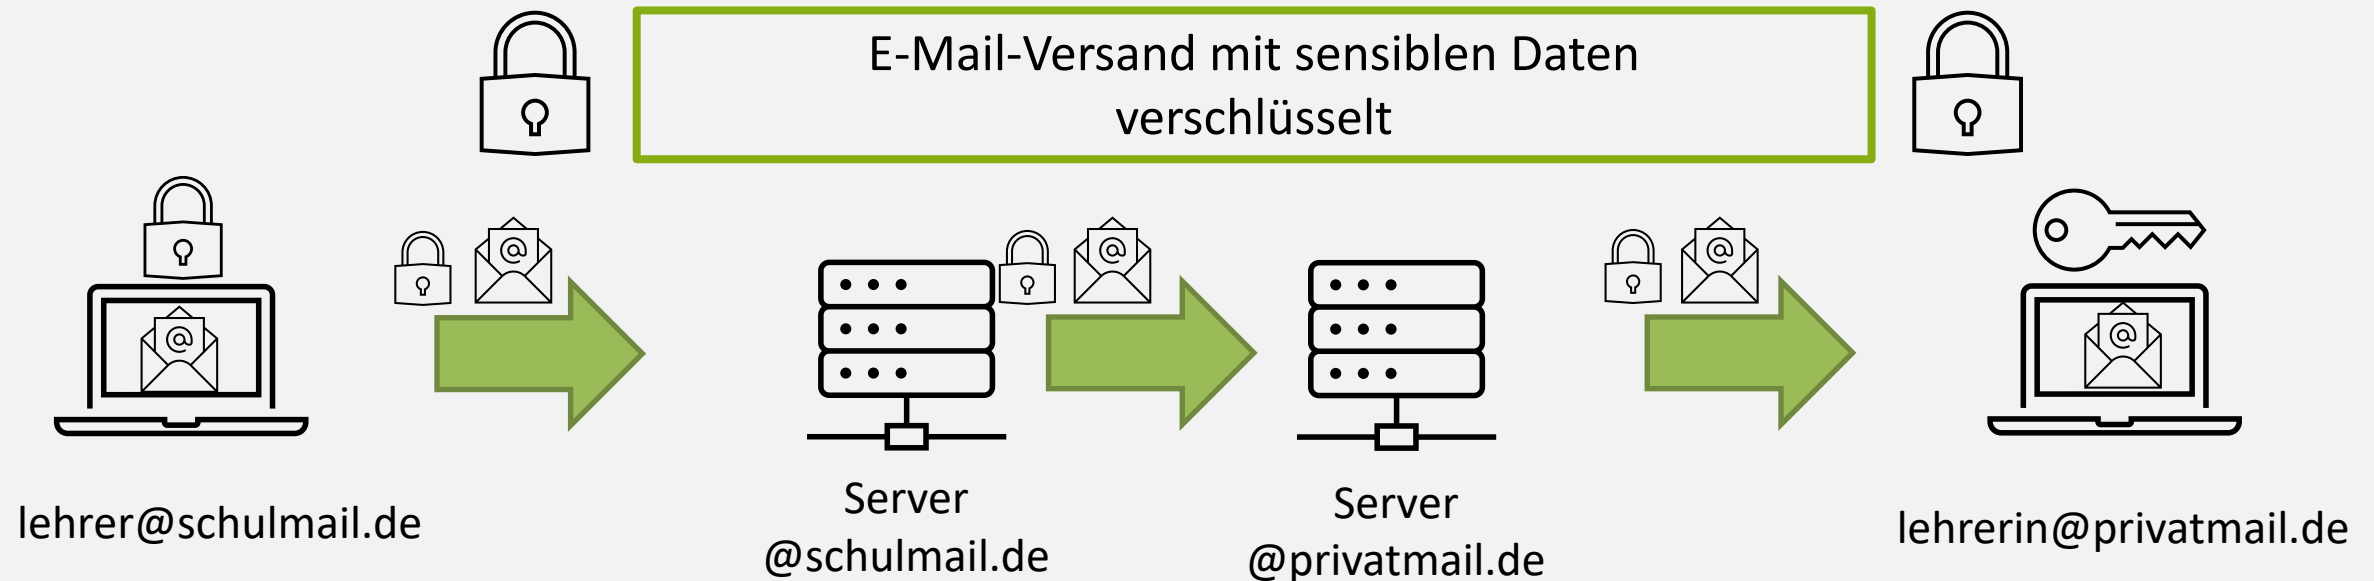 E-Mail-Versand mit sensiblen Daten
verschlüsselt
@
@
@
@
@
lehrer@schulmail.de
Server
@schulmail.de
Server
@privatmail.de
lehrerin@privatmail.de